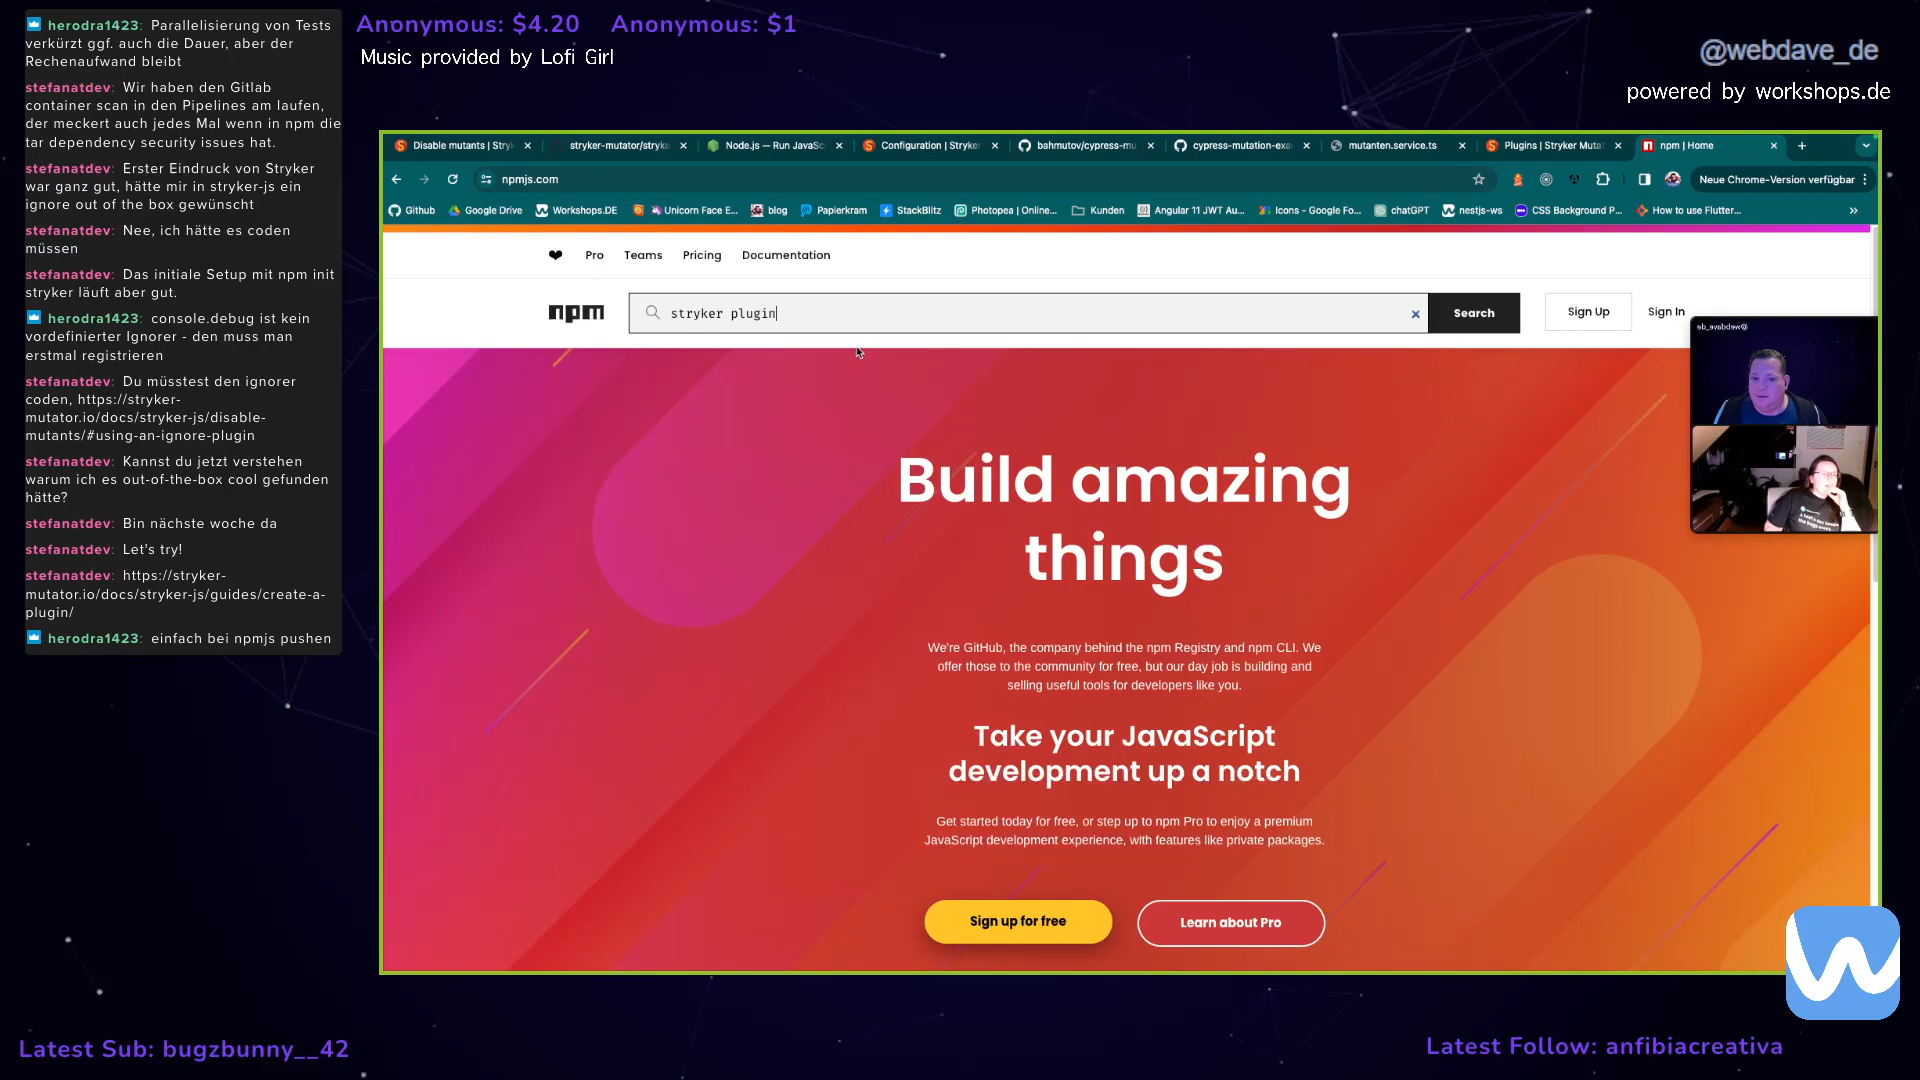 herodra1423: Parallelisierung von Tests
verkürzt ggf. auch die Dauer, aber der
Rechenaufwand bleibt
stefanatdev: Wir haben den Gitlab
container scan in den Pipelines am laufen,
der meckert auch jedes Mal wenn in npm die
tar dependency security issues hat.
stefanatdev: Erster Eindruck von Stryker
war ganz gut, hätte mir in stryker-js ein
ignore out of the box gewünscht
stefanatdev: Nee, ich hätte es coden
müssen
stefanatdev: Das initiale Setup mit npm init
stryker läuft aber gut.
herodra1423: console.debug ist kein
vordefinierter Ignorer - den muss man
erstmal registrieren
stefanatdev: Du müsstest den ignorer
coden, https://stryker-
mutator.io/docs/stryker-js/disable-
mutants/#using-an-ignore-plugin
stefanatdev: Kannst du jetzt verstehen
warum ich es out-of-the-box cool gefunden
hätte?
stefanatdev: Bin nächste woche da
stefanatdev: Let's try!
stefanatdev: https://stryker-
mutator.io/docs/stryker-js/guides/create-a-
plugin/
herodra1423: einfach bei npmjs pushen
Anonymous: $4.20 Anonymous: $1
Music provided by Lofi Girl
@webdave_de
powered by workshops.de
Disable mutants | Stryk
stryker-mutator/stryke
Node.js — Run JavaSc
Configuration | Stryker
bahmutov/cypress-mu
cypress-mutation-exa
mutanten.service.ts
Plugins | Stryker Mutat
npm | Home
npmjs.com
Neue Chrome-Version verfügbar
Github
Google Drive
Workshops.DE
Unicorn Face E...
blog
Papierkram
StackBlitz
Photopea | Online...
Kunden
Angular 11 JWT Au...
Icons - Google Fo...
chatGPT
nestjs-ws
CSS Background P...
How to use Flutter...
»
Pro
Teams
Pricing
Documentation
npm
stryker plugin
Search
Sign Up
Sign In
@webdave_de
Build amazing
things
We're GitHub, the company behind the npm Registry and npm CLI. We
offer those to the community for free, but our day job is building and
selling useful tools for developers like you.
Take your JavaScript
development up a notch
Get started today for free, or step up to npm Pro to enjoy a premium
JavaScript development experience, with features like private packages.
Sign up for free
Learn about Pro
Latest Sub: bugzbunny__42
Latest Follow: anfibiacreativa